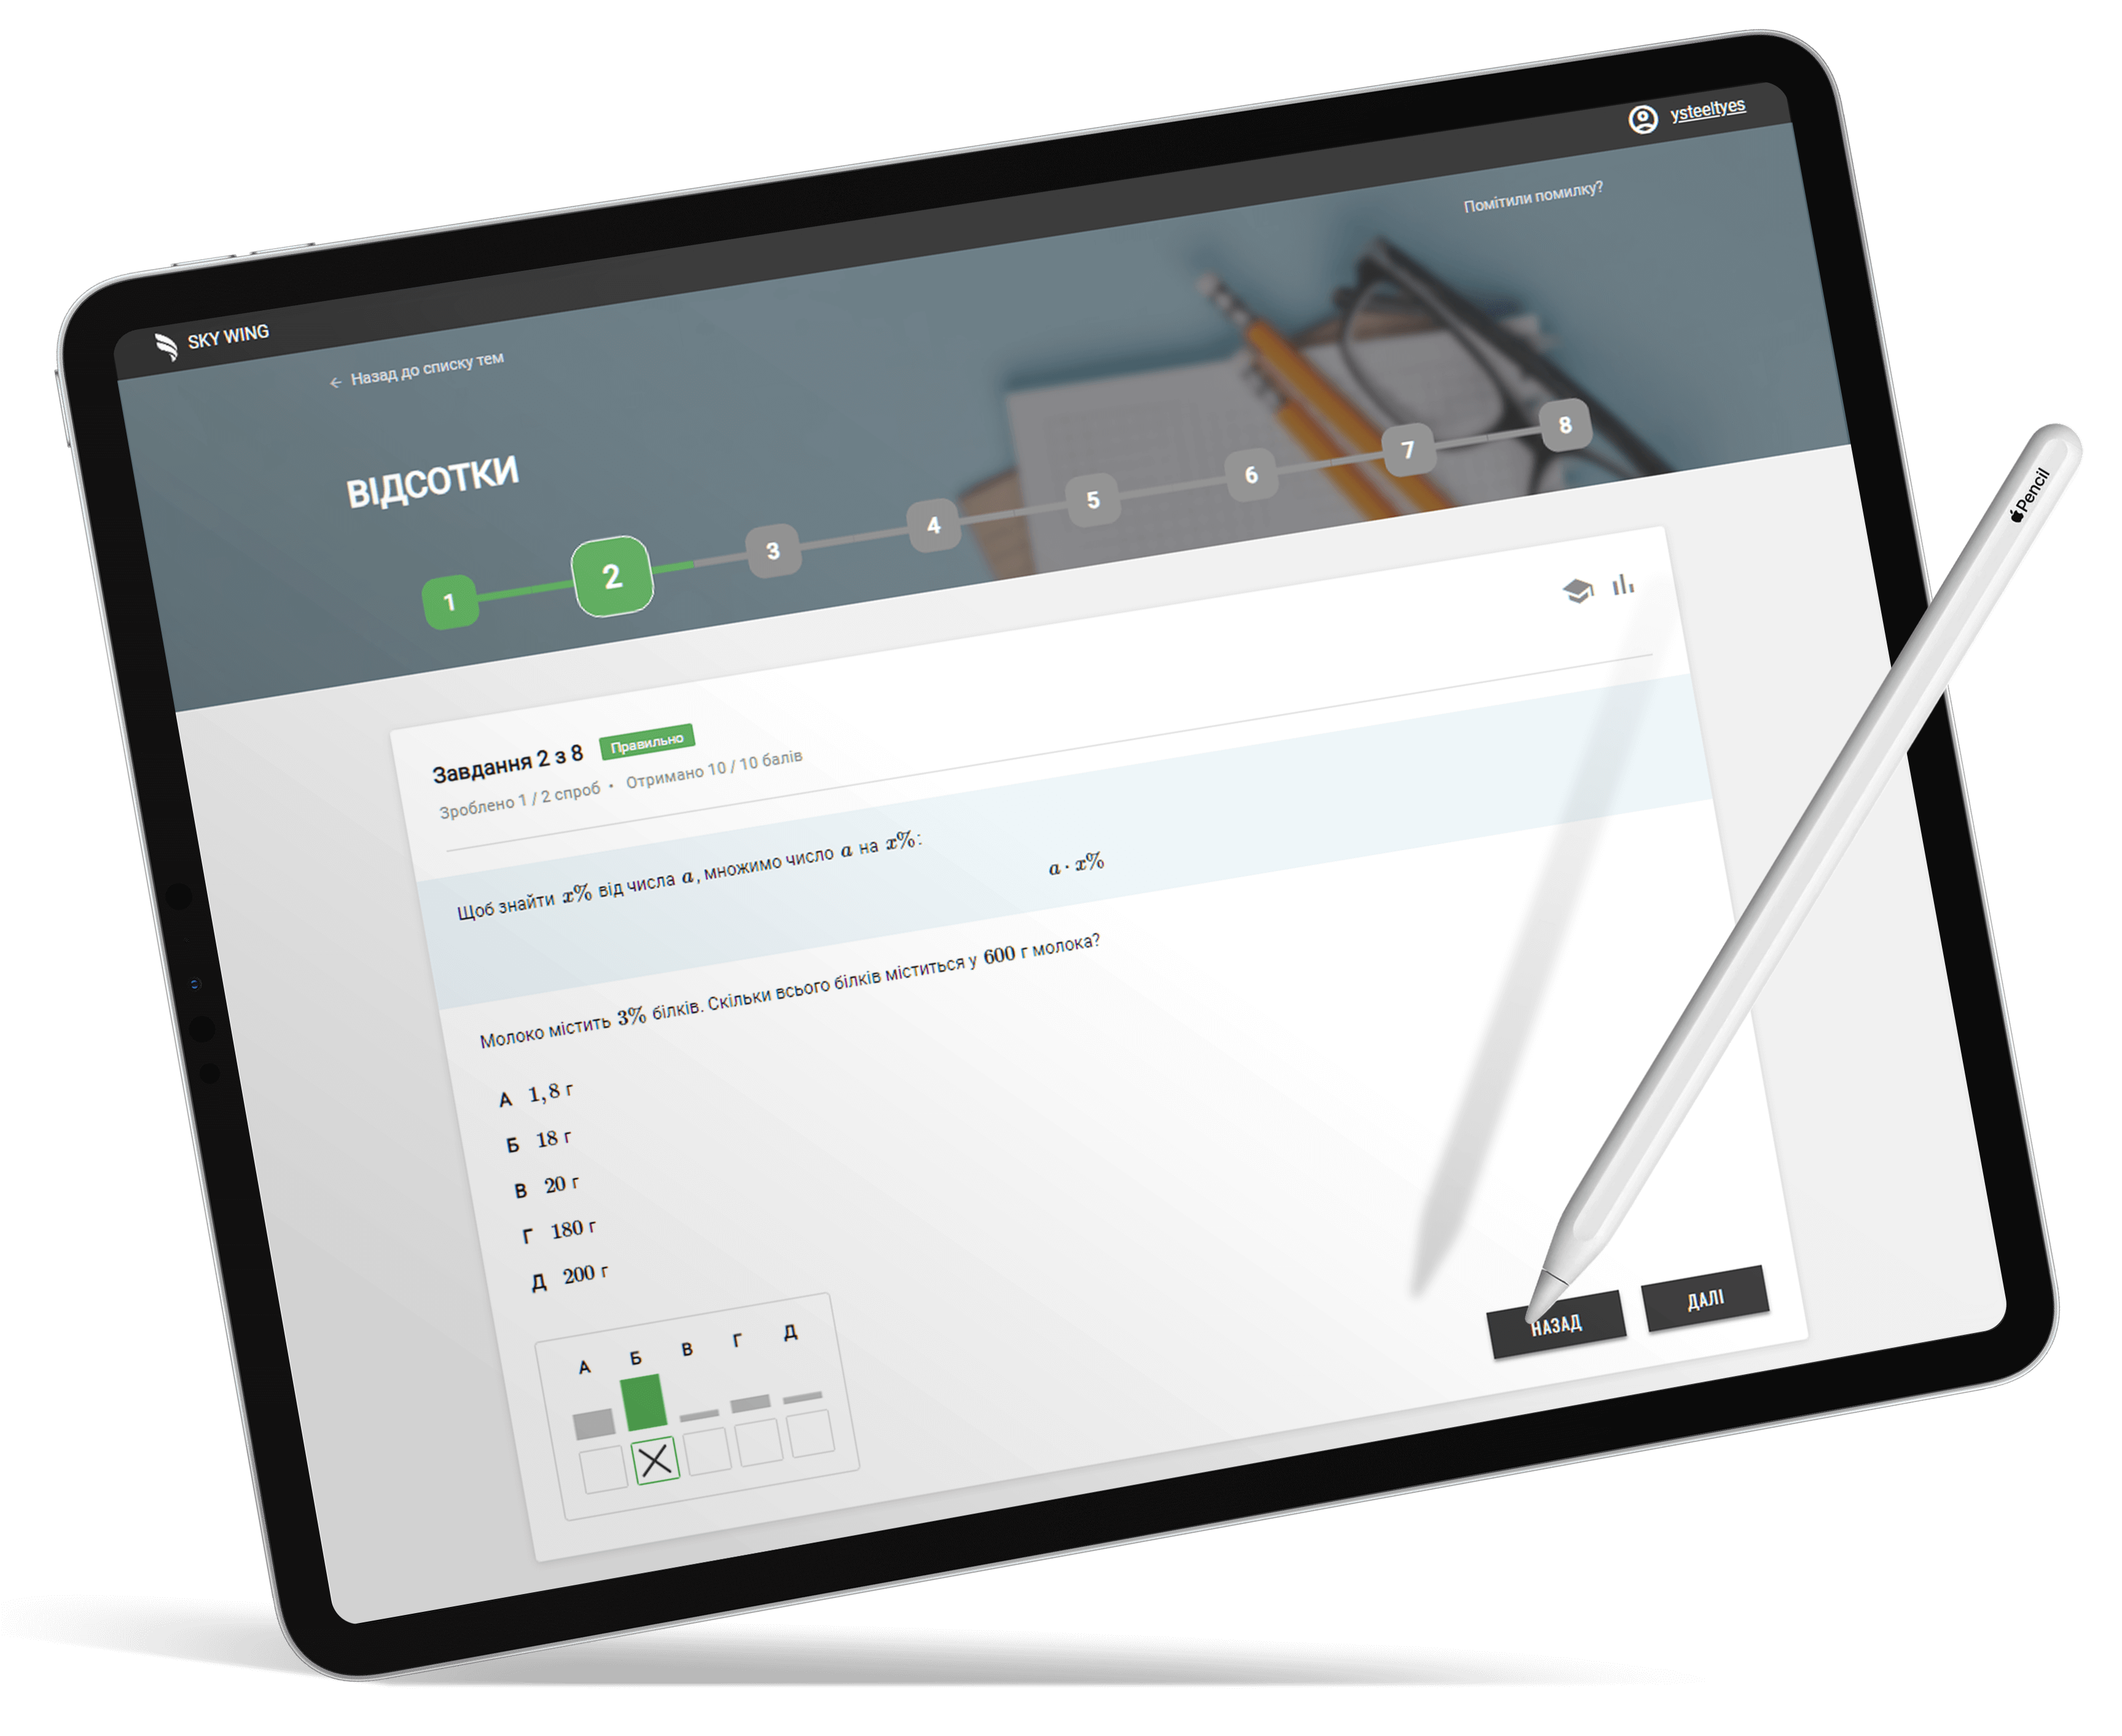 SKY WING
ysteeltyes
← Назад до списку тем
Помітили помилку?
ВІДСОТКИ
1 2 3 4 5 6 7 8
Завдання 2 з 8 Правильно
Зроблено 1 / 2 спроб • Отримано 10 / 10 балів
Щоб знайти x% від числа a, множимо число a на x%:
a · x%
Молоко містить 3% білків. Скільки всього білків міститься у 600 г молока?
А 1,8 г
Б 18 г
В 20 г
Г 180 г
Д 200 г
А Б В Г Д
НАЗАД ДАЛІ
Pencil